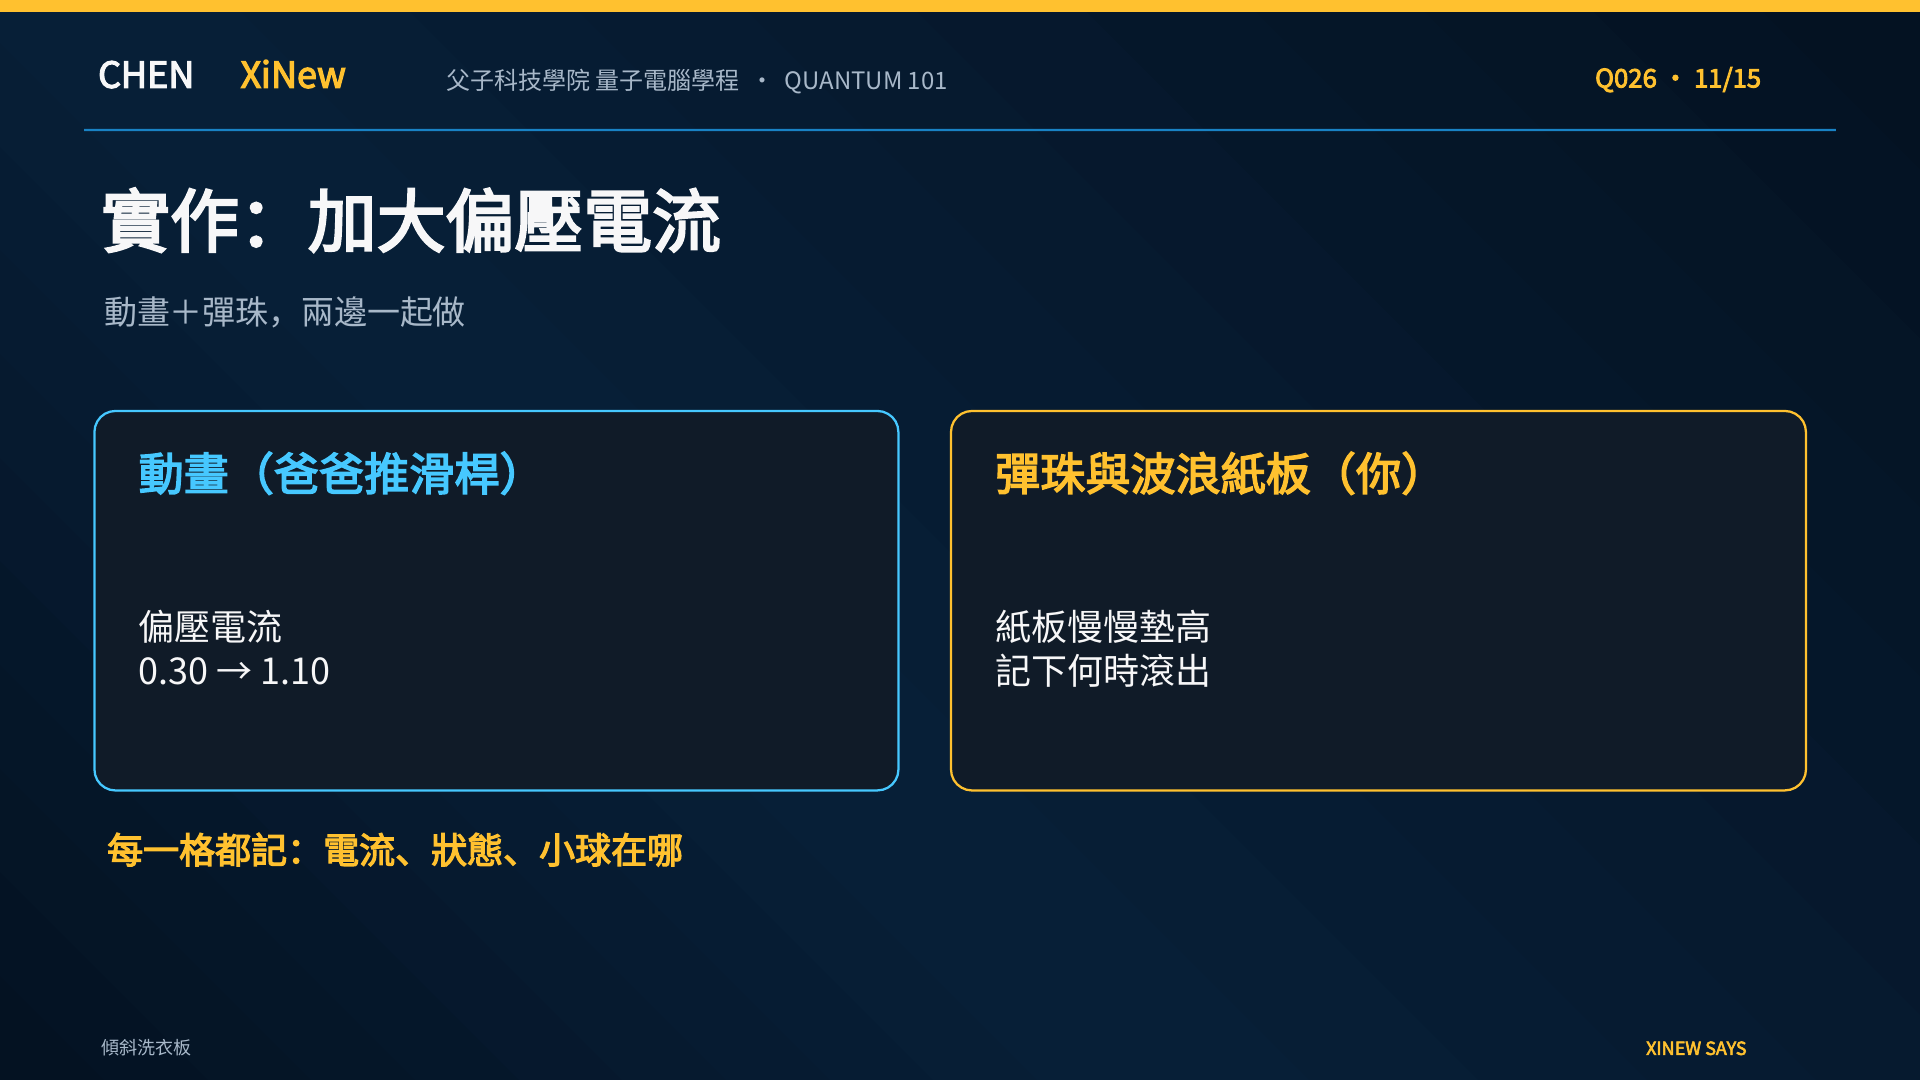 CHEN XiNew 父子科技學院 量子電腦學程 · QUANTUM 101 Q026 · 11/15
實作：加大偏壓電流
動畫＋彈珠，兩邊一起做
動畫（爸爸推滑桿）
偏壓電流
0.30 → 1.10
彈珠與波浪紙板（你）
紙板慢慢墊高
記下何時滾出
每一格都記：電流、狀態、小球在哪
傾斜洗衣板 XINEW SAYS